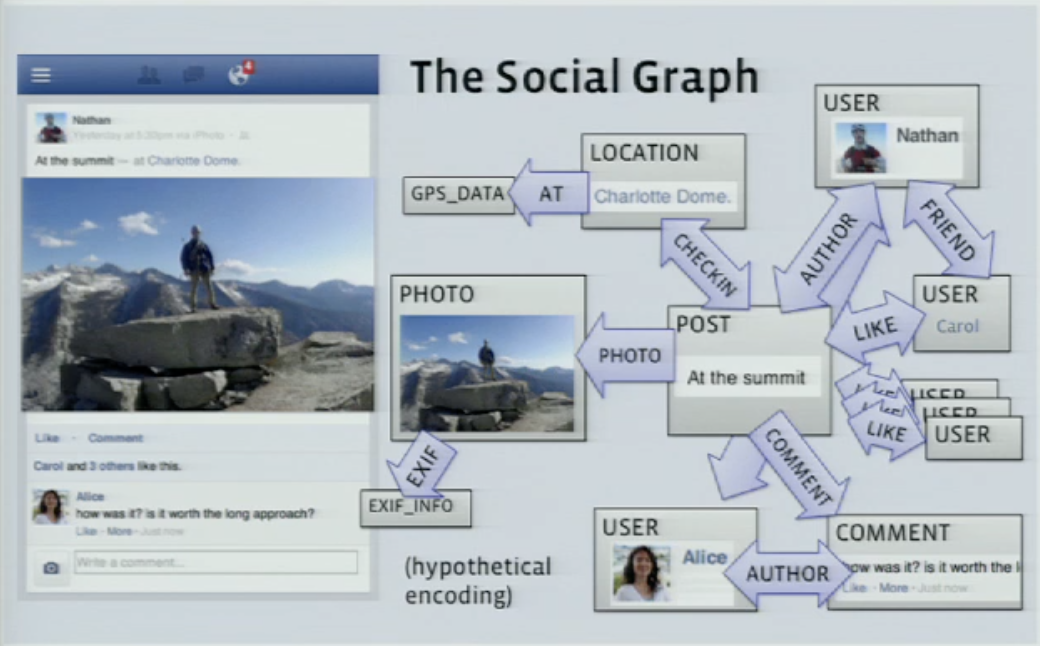 The Social Graph
4
Nathan
Yesterday at 5:30pm via iPhoto
At the summit — at Charlotte Dome.
Like · Comment
Carol and 3 others like this.
Alice
how was it? is it worth the long approach?
Like · More · Just now
Write a comment...
GPS_DATA
AT
LOCATION
Charlotte Dome.
USER
Nathan
CHECKIN
AUTHOR
FRIEND
PHOTO
PHOTO
POST
At the summit
LIKE
USER
Carol
USER
USER
LIKE
USER
EXIF
EXIF_INFO
COMMENT
(hypothetical
encoding)
USER
Alice
AUTHOR
COMMENT
how was it? is it worth the l
Like · More · Just now